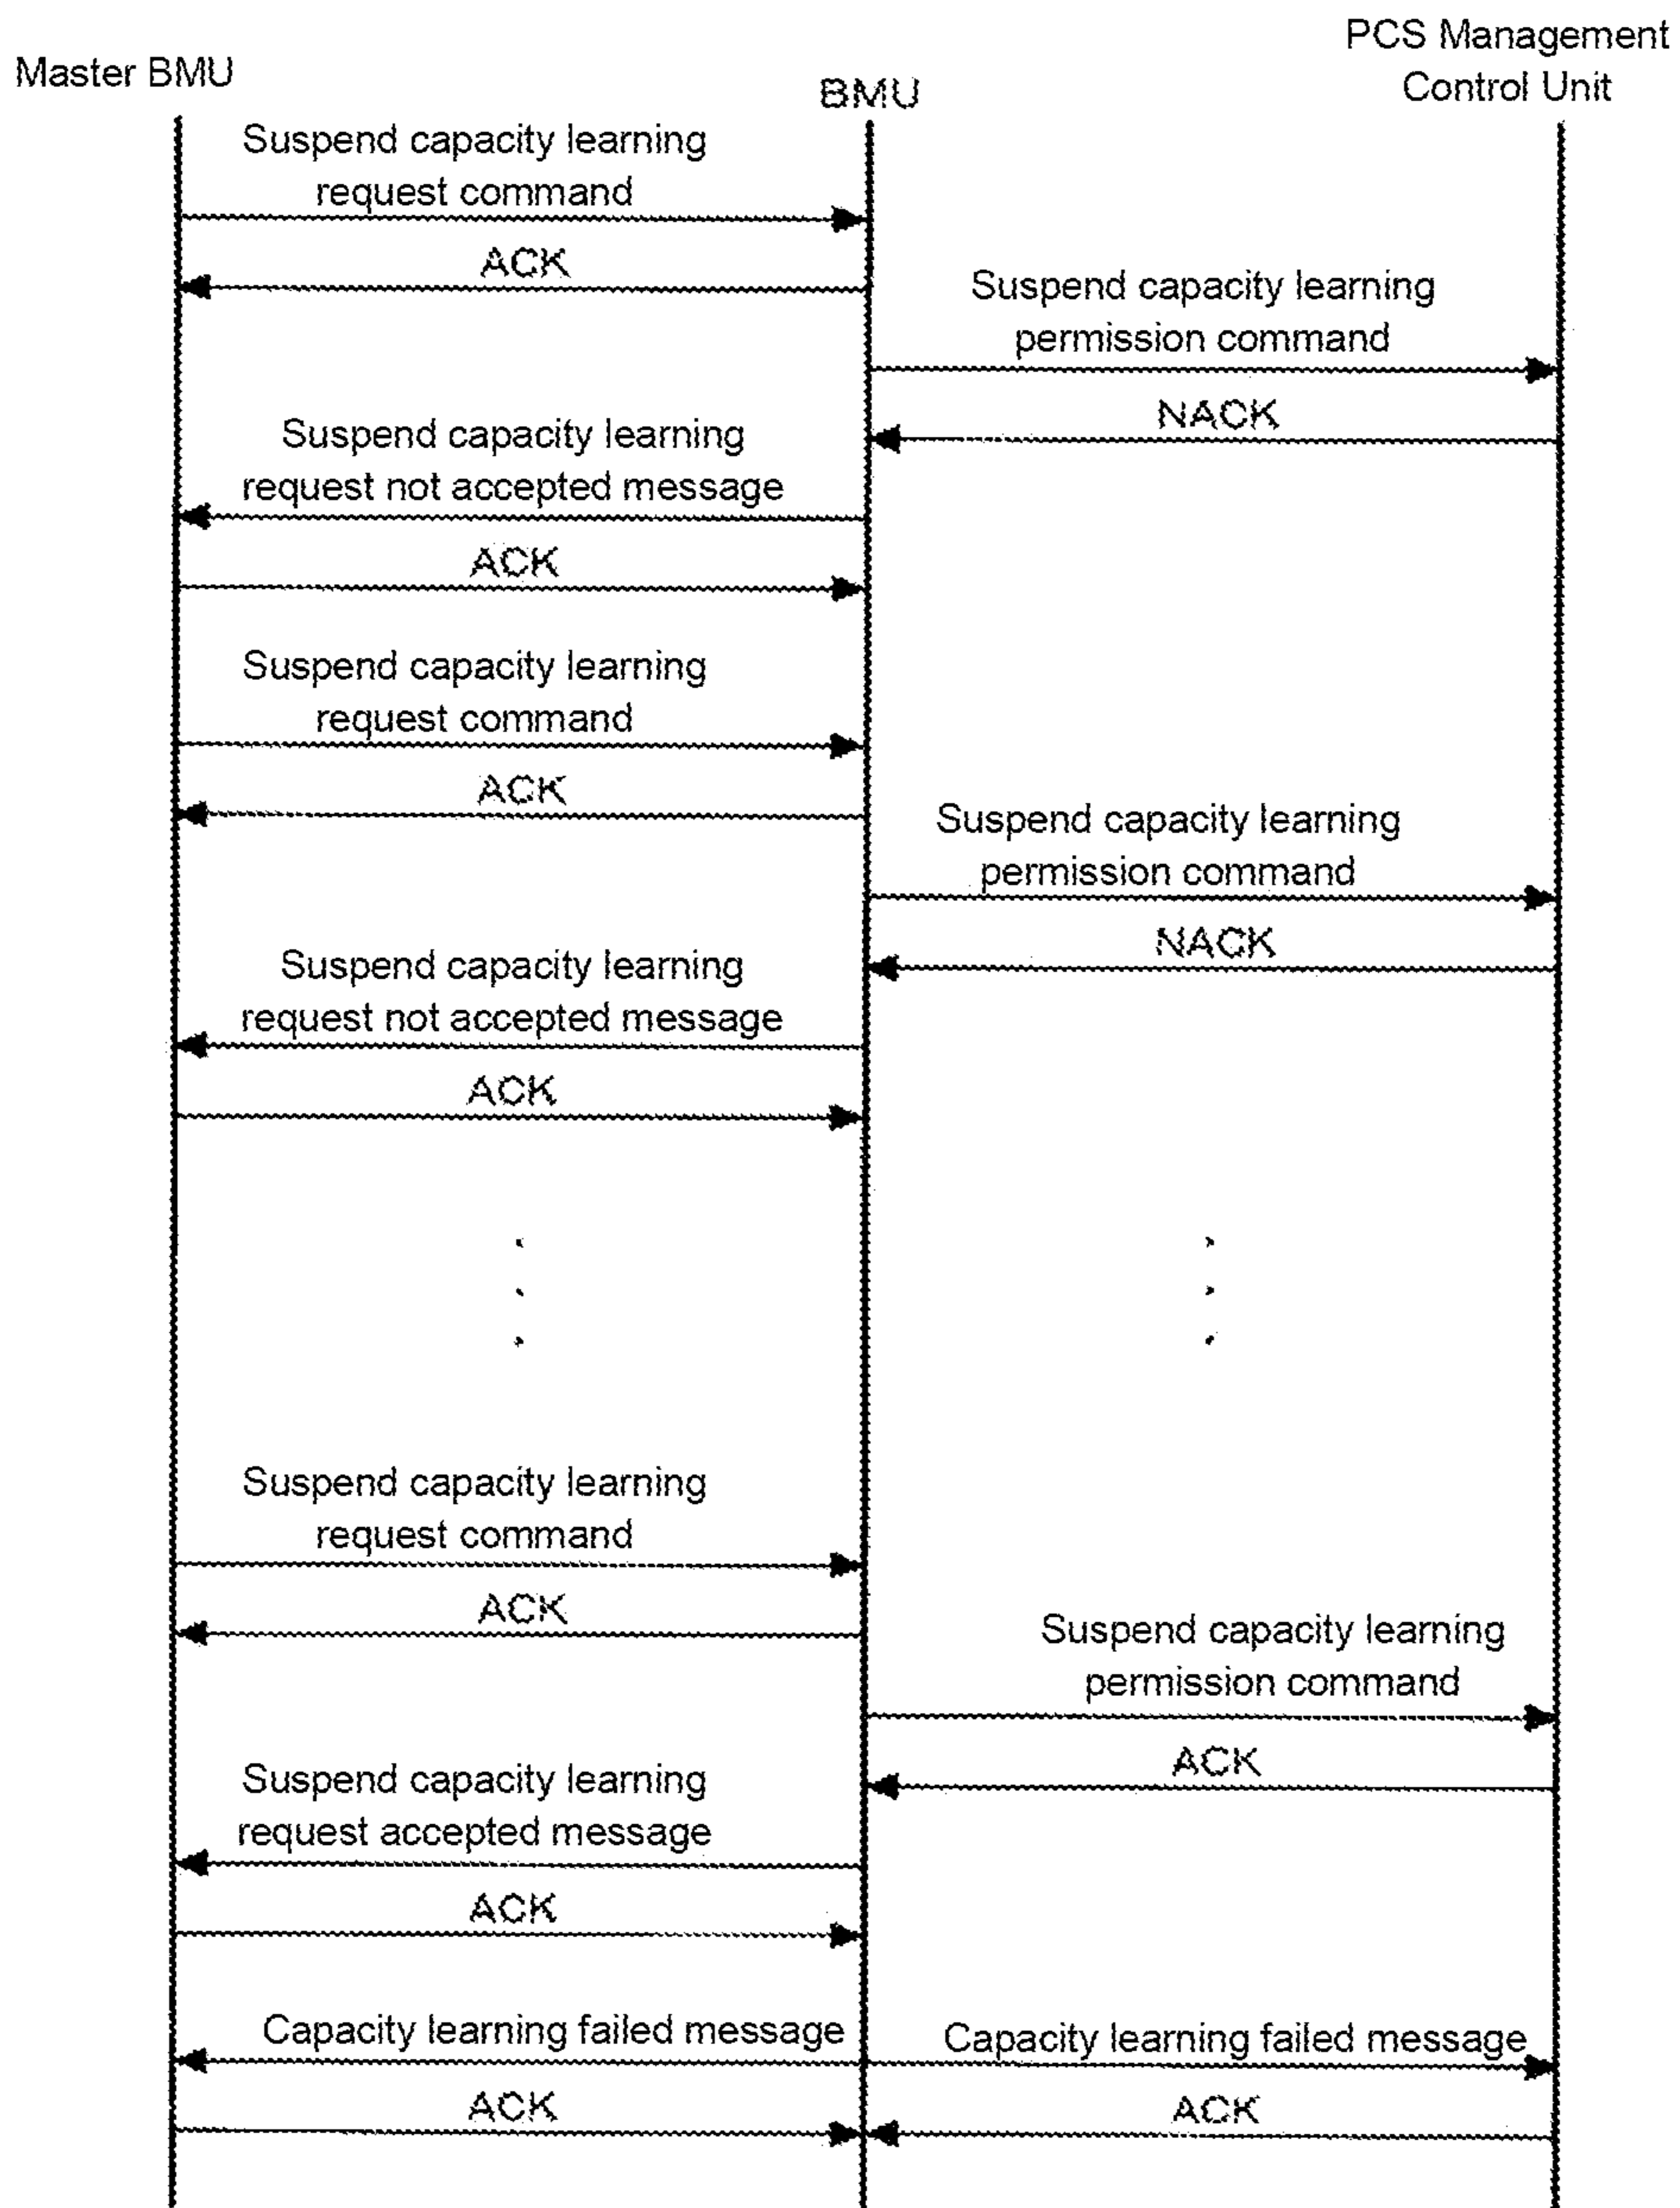 Master BMU
BMU
PCS Management
Control Unit
Suspend capacity learning
request command
ACK
Suspend capacity learning
permission command
NACK
Suspend capacity learning
request not accepted message
ACK
Suspend capacity learning
request command
ACK
Suspend capacity learning
permission command
NACK
Suspend capacity learning
request not accepted message
ACK
Suspend capacity learning
request command
ACK
Suspend capacity learning
permission command
ACK
Suspend capacity learning
request accepted message
ACK
Capacity learning failed message
Capacity learning failed message
ACK
ACK